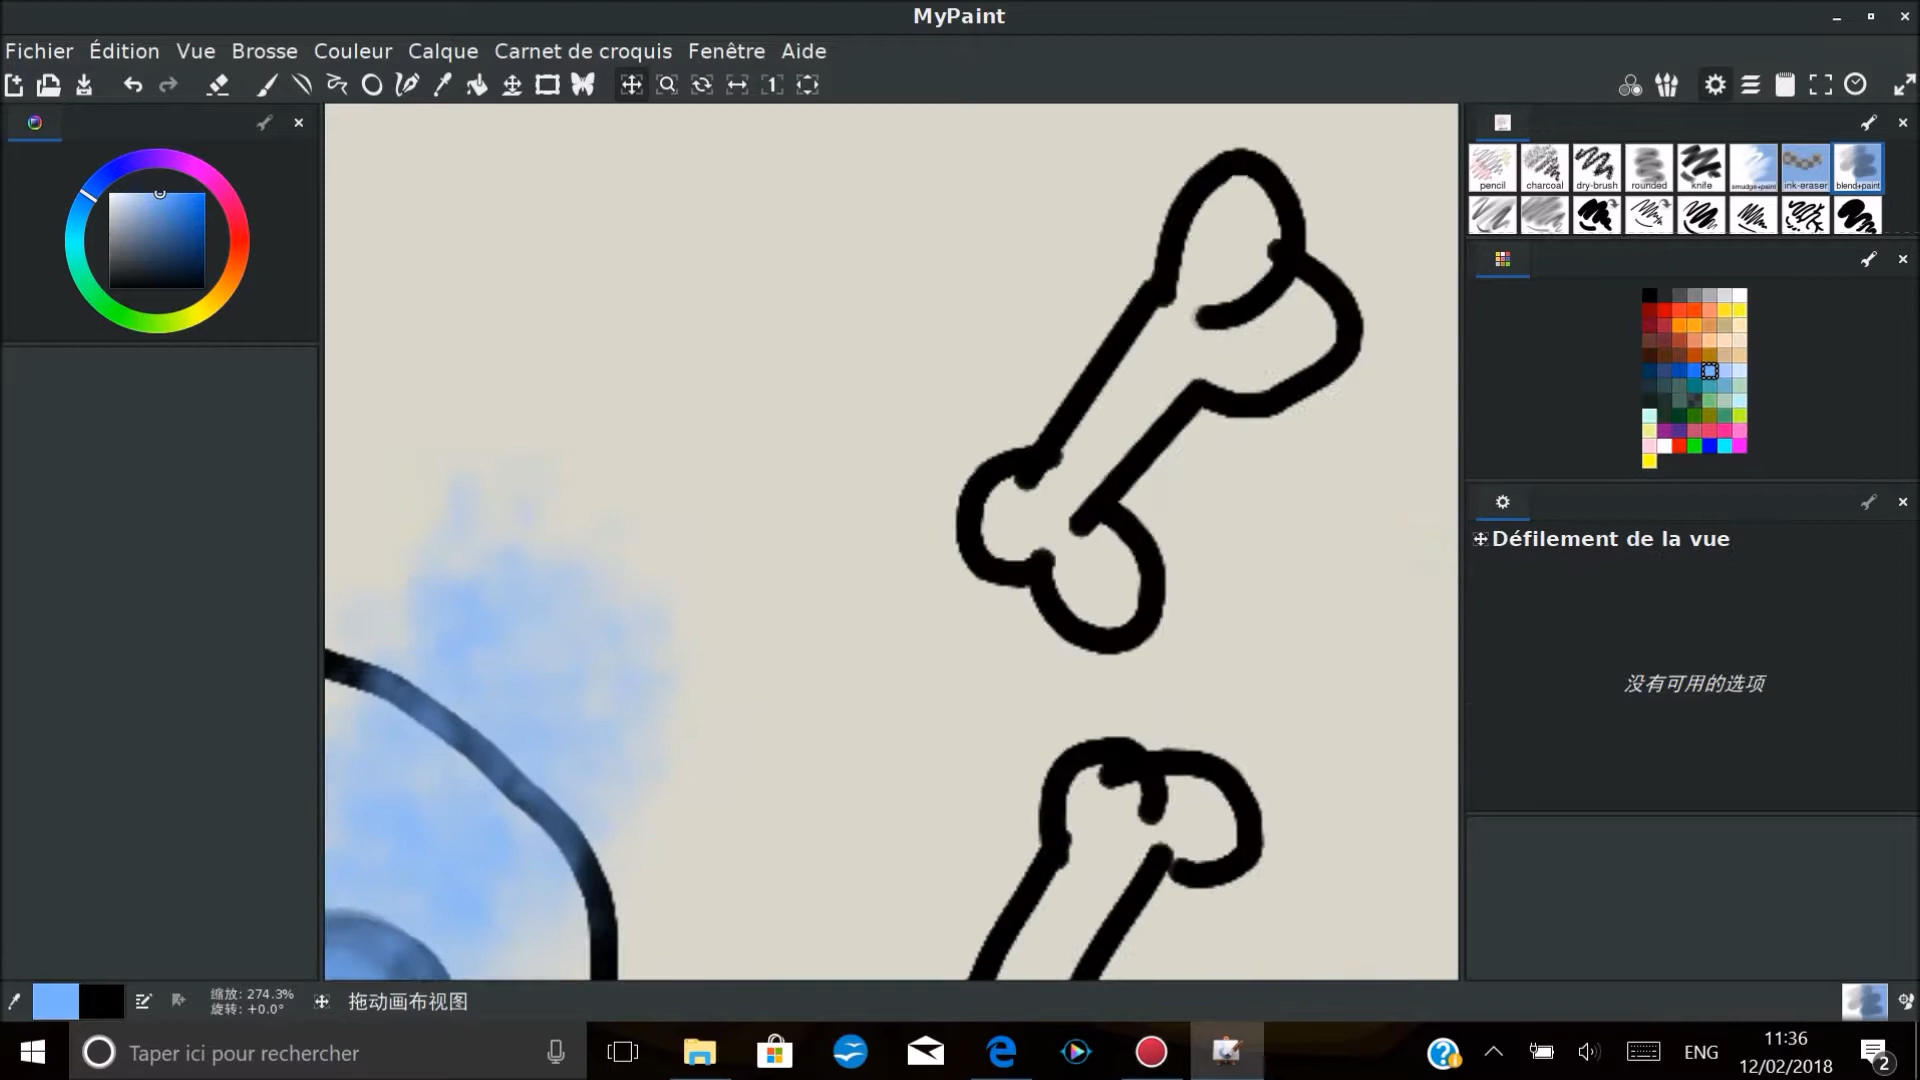 MyPaint
Fichier Édition Vue Brosse Couleur Calque Carnet de croquis Fenêtre Aide
pencil charcoal dry-brush rounded knife smudge+paint ink-eraser blend+paint
Défilement de la vue
没有可用的选项
缩放: 274.3%
旋转: +0.0°
拖动画布视图
Taper ici pour rechercher
ENG
11:36
12/02/2018
2